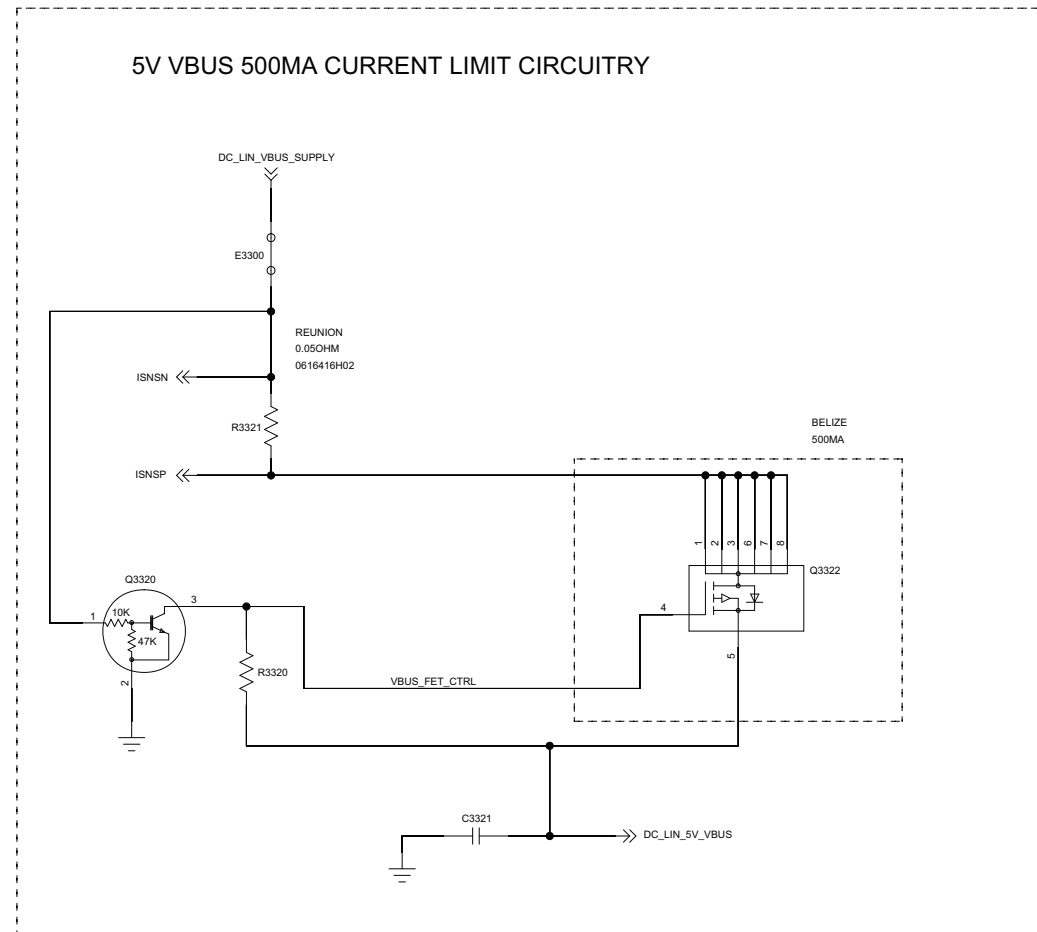 5V VBUS 500MA CURRENT LIMIT CIRCUITRY
DC_LIN_VBUS_SUPPLY
E3300
REUNION
0.05OHM
0616416H02
ISNSN
R3321
BELIZE
500MA
ISNSP
1
2
3
6
7
8
Q3322
Q3320
3
4
1
10K
47K
R3320
5
2
VBUS_FET_CTRL
C3321
DC_LIN_5V_VBUS